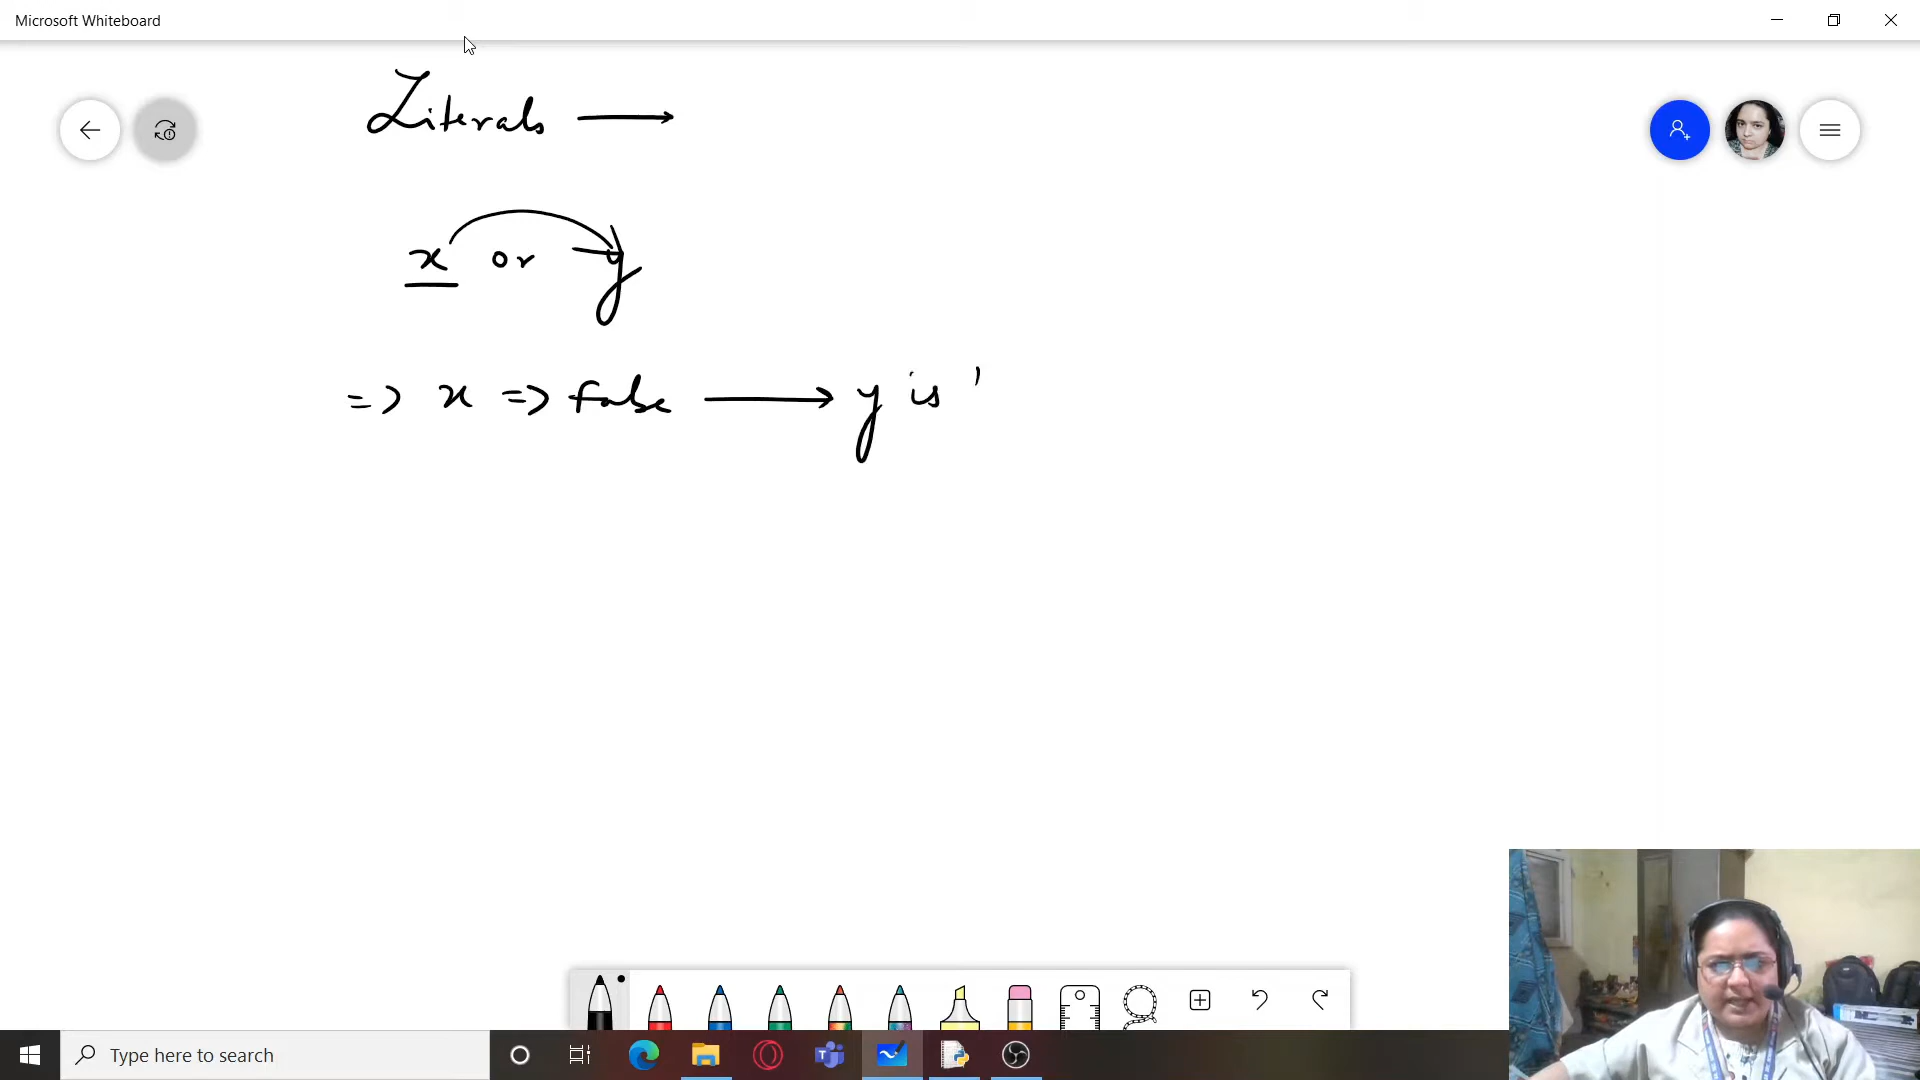 Microsoft Whiteboard
Literals ⟶
x or y
=> x => false ⟶ y is '
Type here to search